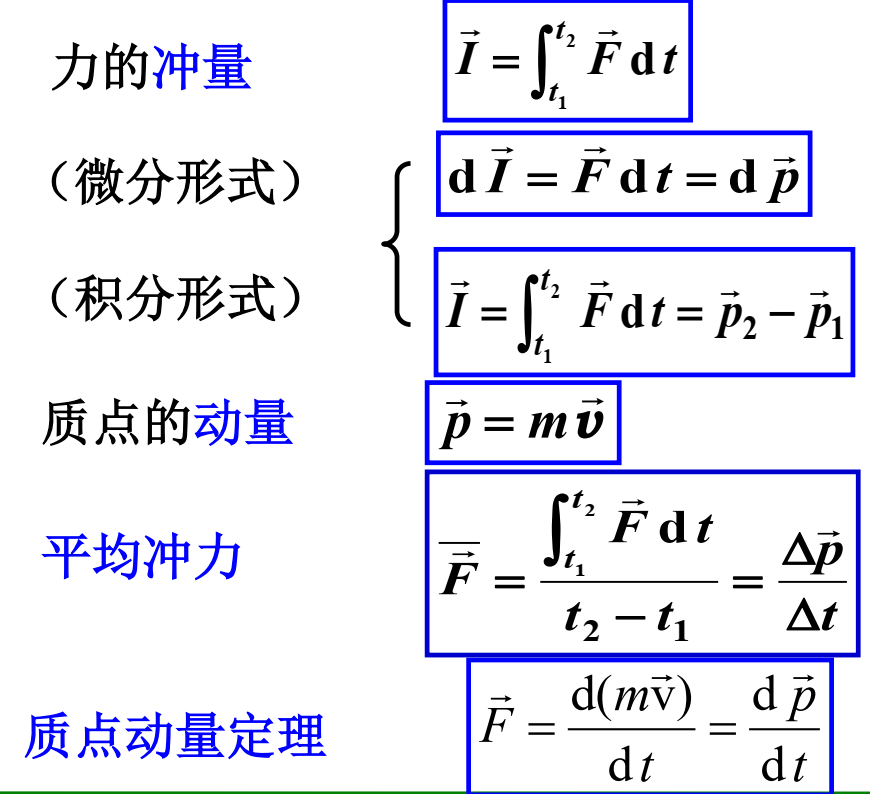 力的冲量 $\vec{I} = \int_{t_1}^{t_2} \vec{F} \, \mathrm{d}t$
（微分形式） $\mathrm{d}\vec{I} = \vec{F} \, \mathrm{d}t = \mathrm{d}\vec{p}$
（积分形式） $\vec{I} = \int_{t_1}^{t_2} \vec{F} \, \mathrm{d}t = \vec{p}_2 - \vec{p}_1$
质点的动量 $\vec{p} = m\vec{v}$
平均冲力 $\overline{\vec{F}} = \frac{\int_{t_1}^{t_2} \vec{F} \, \mathrm{d}t}{t_2 - t_1} = \frac{\Delta \vec{p}}{\Delta t}$
质点动量定理 $\vec{F} = \frac{\mathrm{d}(m\vec{\mathrm{v}})}{\mathrm{d}t} = \frac{\mathrm{d}\vec{p}}{\mathrm{d}t}$